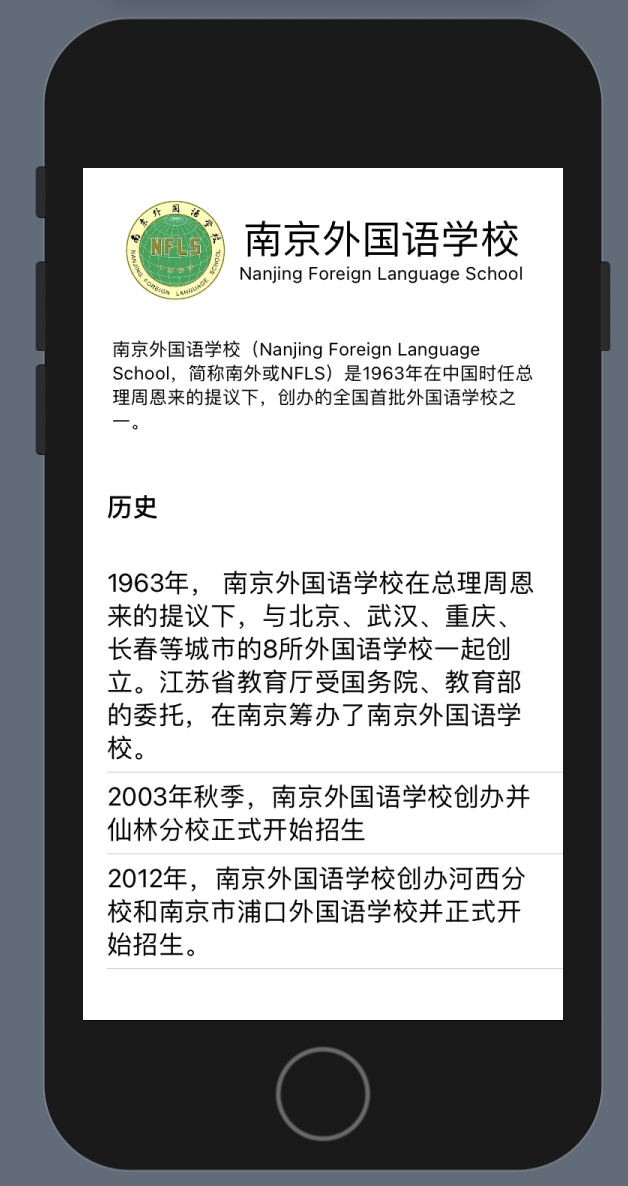 南京外国语学校
NFLS
NANJING FOREIGN LANGUAGE SCHOOL
南京外国语学校
Nanjing Foreign Language School
南京外国语学校（Nanjing Foreign Language
School，简称南外或NFLS）是1963年在中国时任总
理周恩来的提议下，创办的全国首批外国语学校之
一。
历史
1963年， 南京外国语学校在总理周恩
来的提议下，与北京、武汉、重庆、
长春等城市的8所外国语学校一起创
立。江苏省教育厅受国务院、教育部
的委托，在南京筹办了南京外国语学
校。
2003年秋季，南京外国语学校创办并
仙林分校正式开始招生
2012年，南京外国语学校创办河西分
校和南京市浦口外国语学校并正式开
始招生。